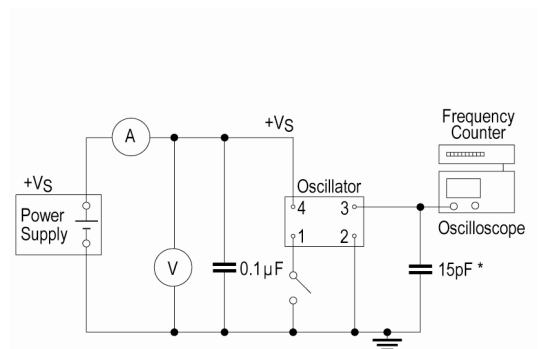 Frequency
Counter
+VS
A
Oscillator
+VS
4
3
Power
Supply
Oscilloscope
1
2
V
0.1µF
15pF *